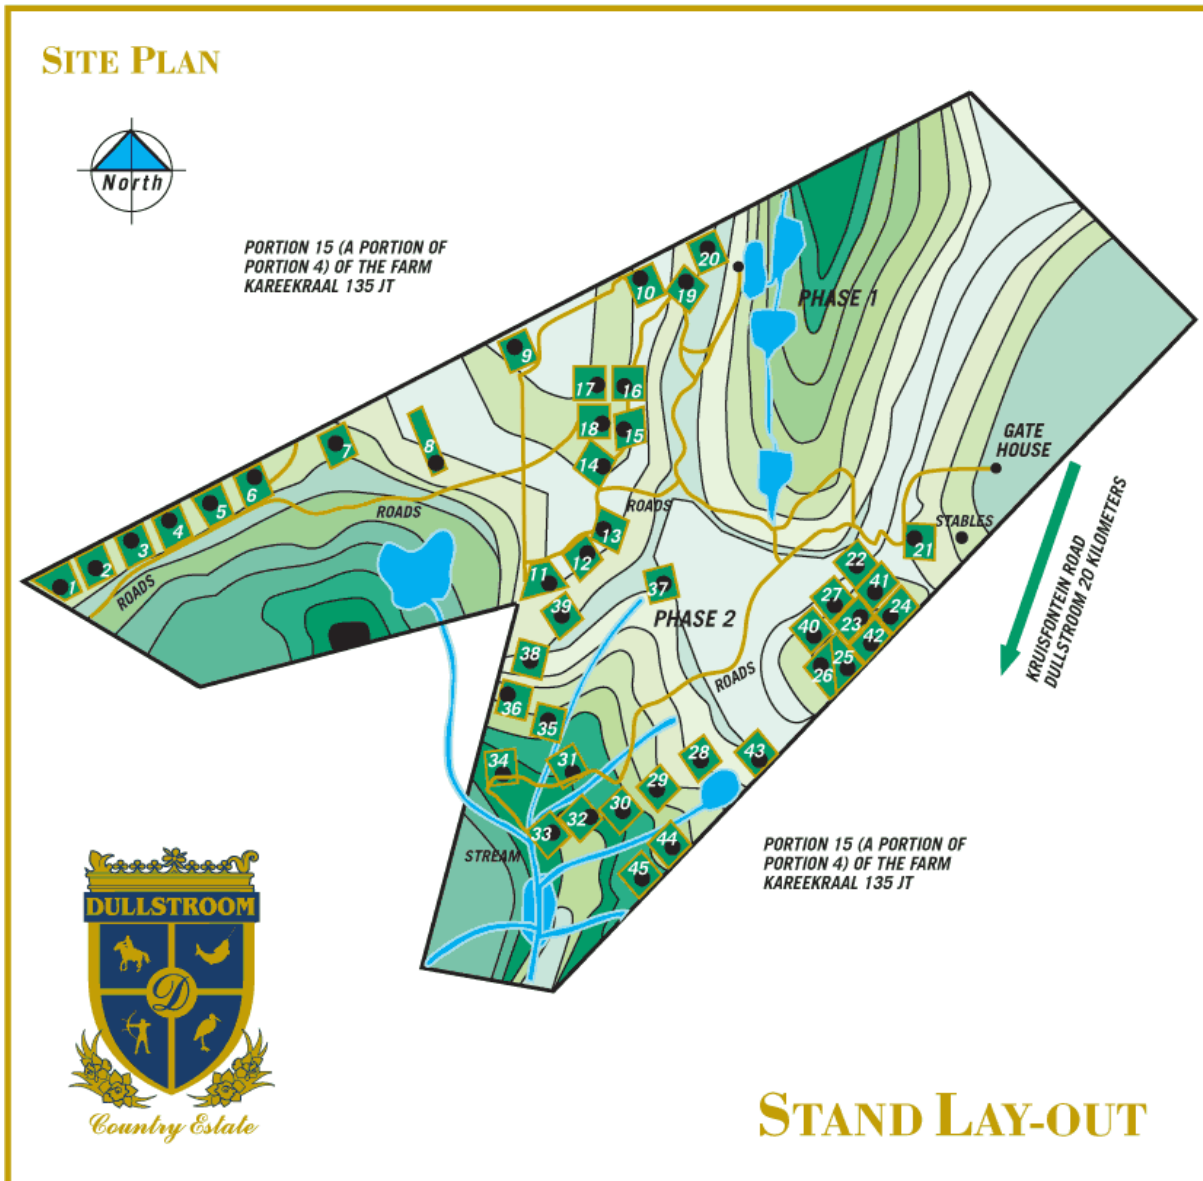 SITE PLAN
North
PORTION 15 (A PORTION OF
PORTION 4) OF THE FARM
KAREEKRAAL 135 JT
20
10
19
PHASE 1
9
17
16
18
15
14
7
8
6
5
4
3
2
1
ROADS
ROADS
ROADS
GATE
HOUSE
STABLES
21
KRUISFONTEIN ROAD
DULLSTROOM 20 KILOMETERS
13
12
11
39
37
PHASE 2
22
41
27
24
23
40
42
25
26
38
36
35
ROADS
34
31
28
43
29
30
32
33
44
45
STREAM
PORTION 15 (A PORTION OF
PORTION 4) OF THE FARM
KAREEKRAAL 135 JT
DULLSTROOM
D
Country Estate
STAND LAY-OUT